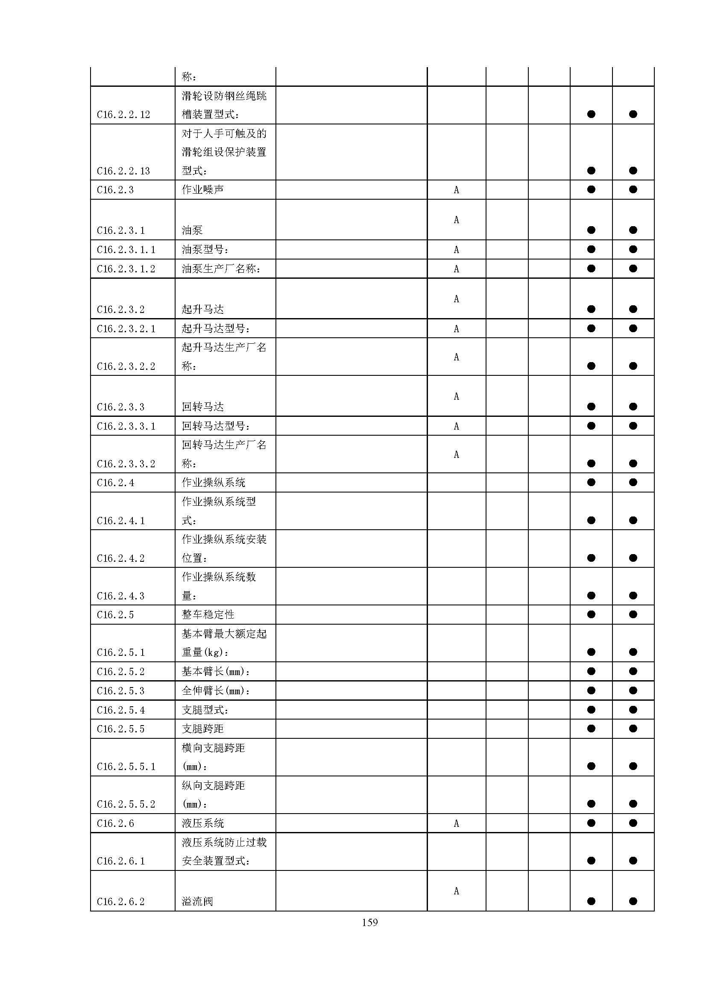 称：
滑轮设防钢丝绳跳
C16.2.2.12 槽装置型式： ● ●
对于人手可触及的
滑轮组设保护装置
C16.2.2.13 型式： ● ●
C16.2.3 作业噪声 A ● ●
A
C16.2.3.1 油泵 ● ●
C16.2.3.1.1 油泵型号： A ● ●
C16.2.3.1.2 油泵生产厂名称： A ● ●
A
C16.2.3.2 起升马达 ● ●
C16.2.3.2.1 起升马达型号： A ● ●
起升马达生产厂名
A
C16.2.3.2.2 称： ● ●
A
C16.2.3.3 回转马达 ● ●
C16.2.3.3.1 回转马达型号： A ● ●
回转马达生产厂名
A
C16.2.3.3.2 称： ● ●
C16.2.4 作业操纵系统 ● ●
作业操纵系统型
C16.2.4.1 式： ● ●
作业操纵系统安装
C16.2.4.2 位置： ● ●
作业操纵系统数
C16.2.4.3 量： ● ●
C16.2.5 整车稳定性 ● ●
基本臂最大额定起
C16.2.5.1 重量(kg)： ● ●
C16.2.5.2 基本臂长(mm)： ● ●
C16.2.5.3 全伸臂长(mm)： ● ●
C16.2.5.4 支腿型式： ● ●
C16.2.5.5 支腿跨距 ● ●
横向支腿跨距
C16.2.5.5.1 (mm)： ● ●
纵向支腿跨距
C16.2.5.5.2 (mm)： ● ●
C16.2.6 液压系统 A ● ●
液压系统防止过载
C16.2.6.1 安全装置型式： ● ●
A
C16.2.6.2 溢流阀 ● ●
159